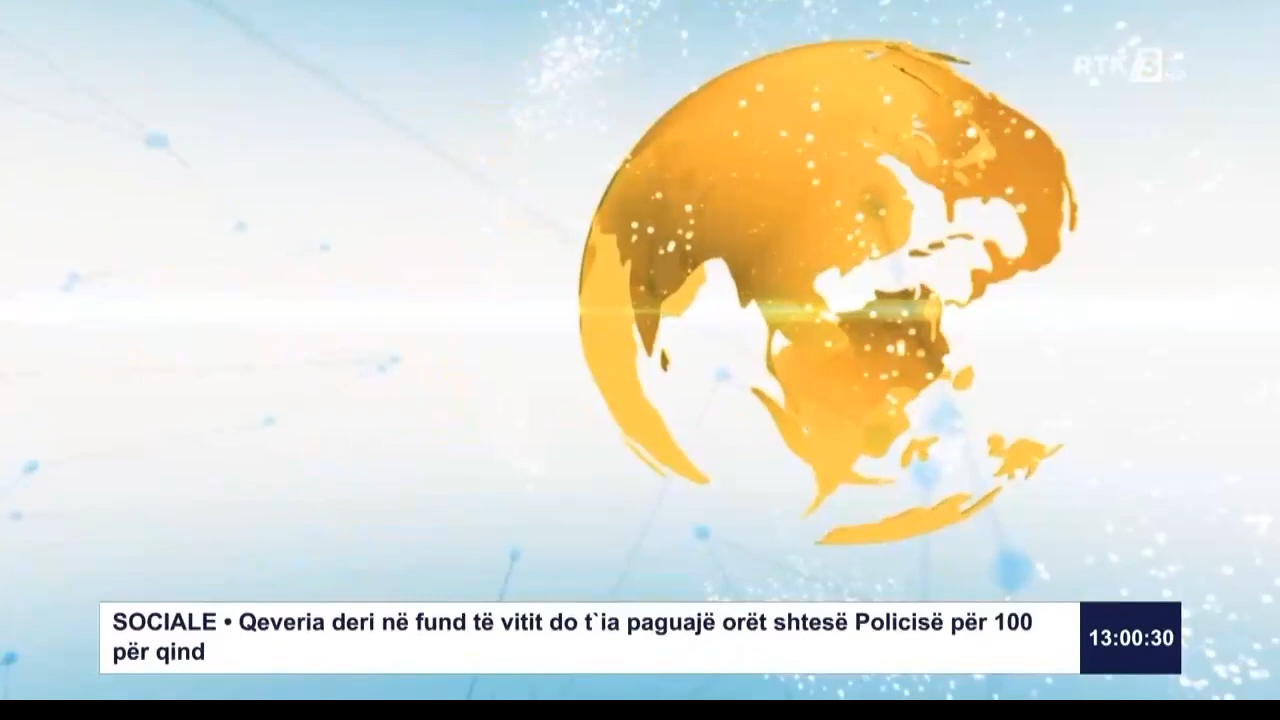 RTK 3
SOCIALE • Qeveria deri në fund të vitit do t`ia paguajë orët shtesë Policisë për 100
për qind
13:00:30